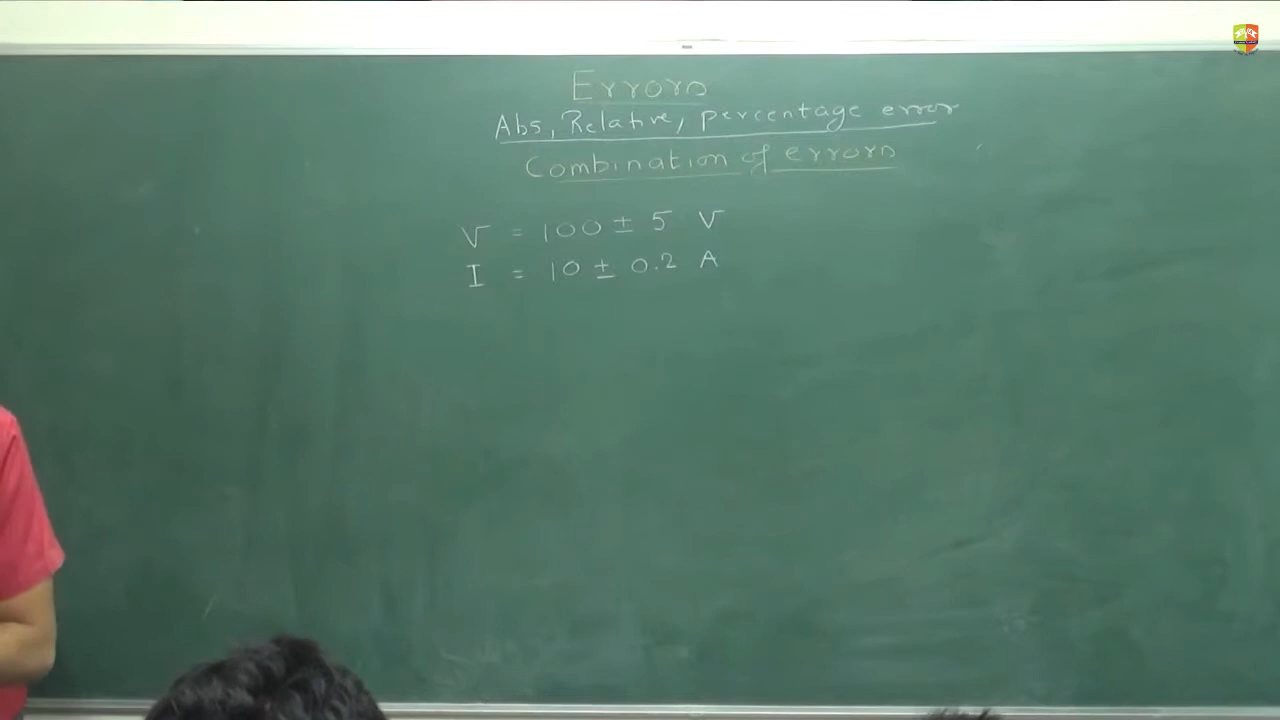 Errors
Abs, Relative, percentage error
Combination of errors
V = 100 ± 5 V
I = 10 ± 0.2 A